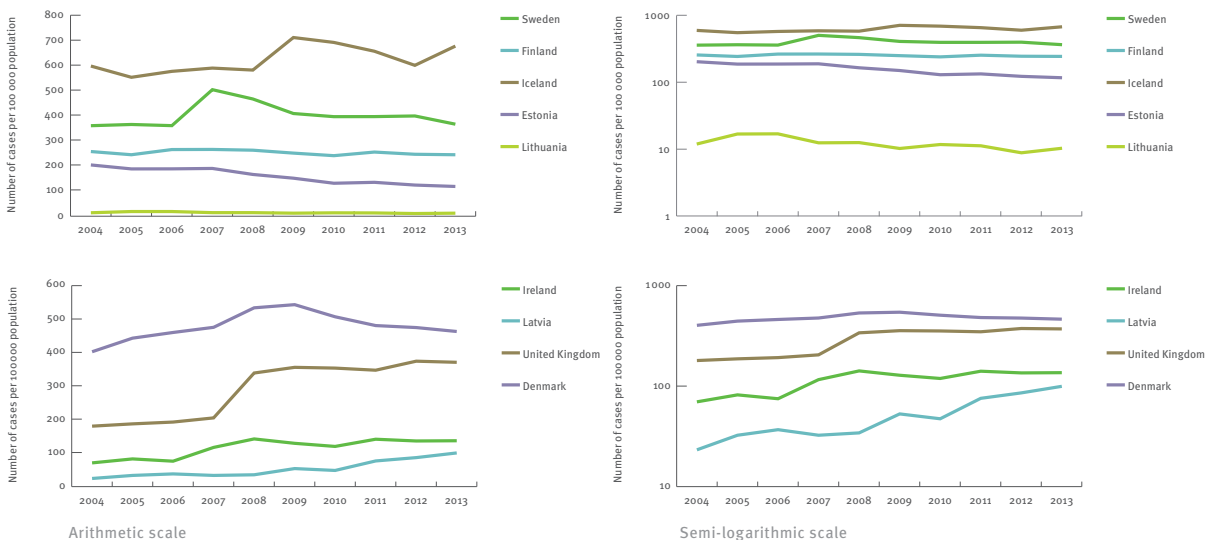 Number of cases per 100 000 population
800
700
600
500
400
300
200
100
0
2004 2005 2006 2007 2008 2009 2010 2011 2012 2013
Sweden
Finland
Iceland
Estonia
Lithuania
Number of cases per 100 000 population
1000
100
10
1
2004 2005 2006 2007 2008 2009 2010 2011 2012 2013
Sweden
Finland
Iceland
Estonia
Lithuania
Number of cases per 100 000 population
600
500
400
300
200
100
0
2004 2005 2006 2007 2008 2009 2010 2011 2012 2013
Ireland
Latvia
United Kingdom
Denmark
Arithmetic scale
Number of cases per 100 000 population
1000
100
10
2004 2005 2006 2007 2008 2009 2010 2011 2012 2013
Ireland
Latvia
United Kingdom
Denmark
Semi-logarithmic scale